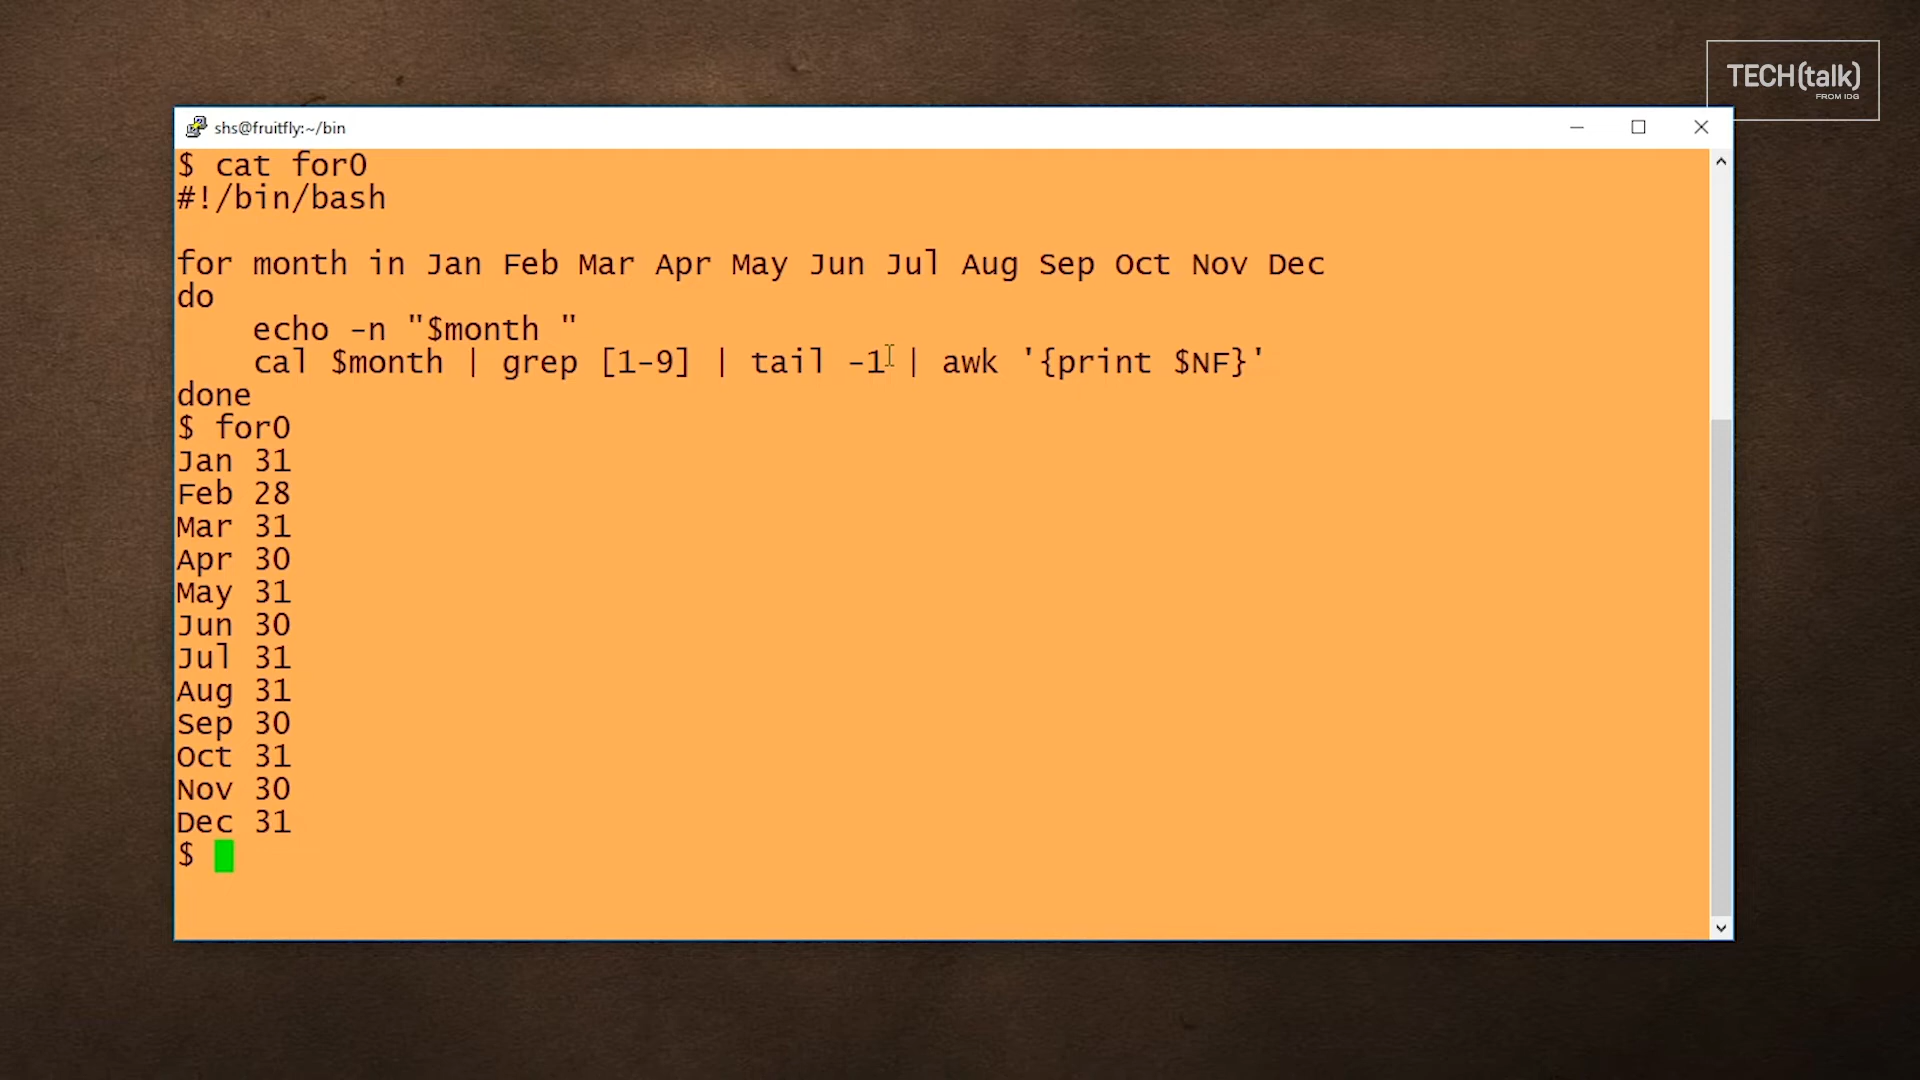 TECH(talk)
FROM IDG
shs@fruitfly:~/bin
$ cat for0
#!/bin/bash
for month in Jan Feb Mar Apr May Jun Jul Aug Sep Oct Nov Dec
do
    echo -n "$month "
    cal $month | grep [1-9] | tail -1 | awk '{print $NF}'
done
$ for0
Jan 31
Feb 28
Mar 31
Apr 30
May 31
Jun 30
Jul 31
Aug 31
Sep 30
Oct 31
Nov 30
Dec 31
$